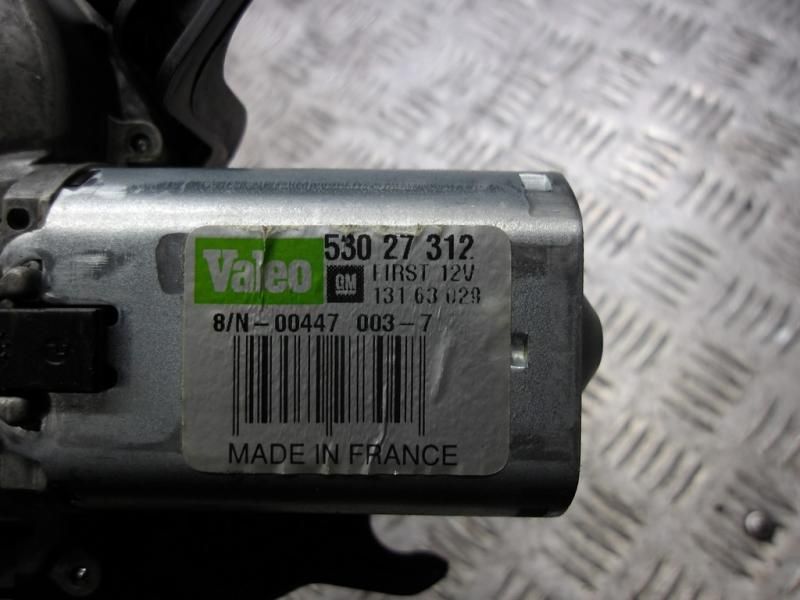 Valeo 530 27 312
GM FIRST 12V
131 63 029
8/N-00447 003-7
MADE IN FRANCE